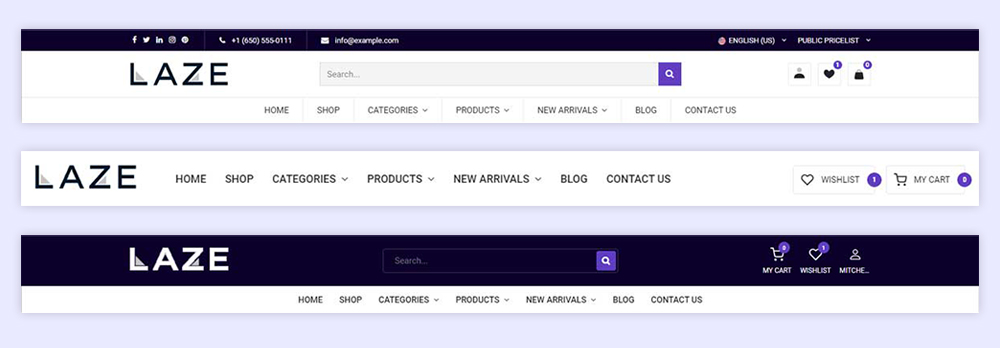 +1 (650) 555-0111 info@example.com ENGLISH (US) PUBLIC PRICELIST
LAZE Search... 1 0
HOME SHOP CATEGORIES PRODUCTS NEW ARRIVALS BLOG CONTACT US
LAZE HOME SHOP CATEGORIES PRODUCTS NEW ARRIVALS BLOG CONTACT US WISHLIST 1 MY CART 0
LAZE Search... 0 1
MY CART WISHLIST MITCHE...
HOME SHOP CATEGORIES PRODUCTS NEW ARRIVALS BLOG CONTACT US